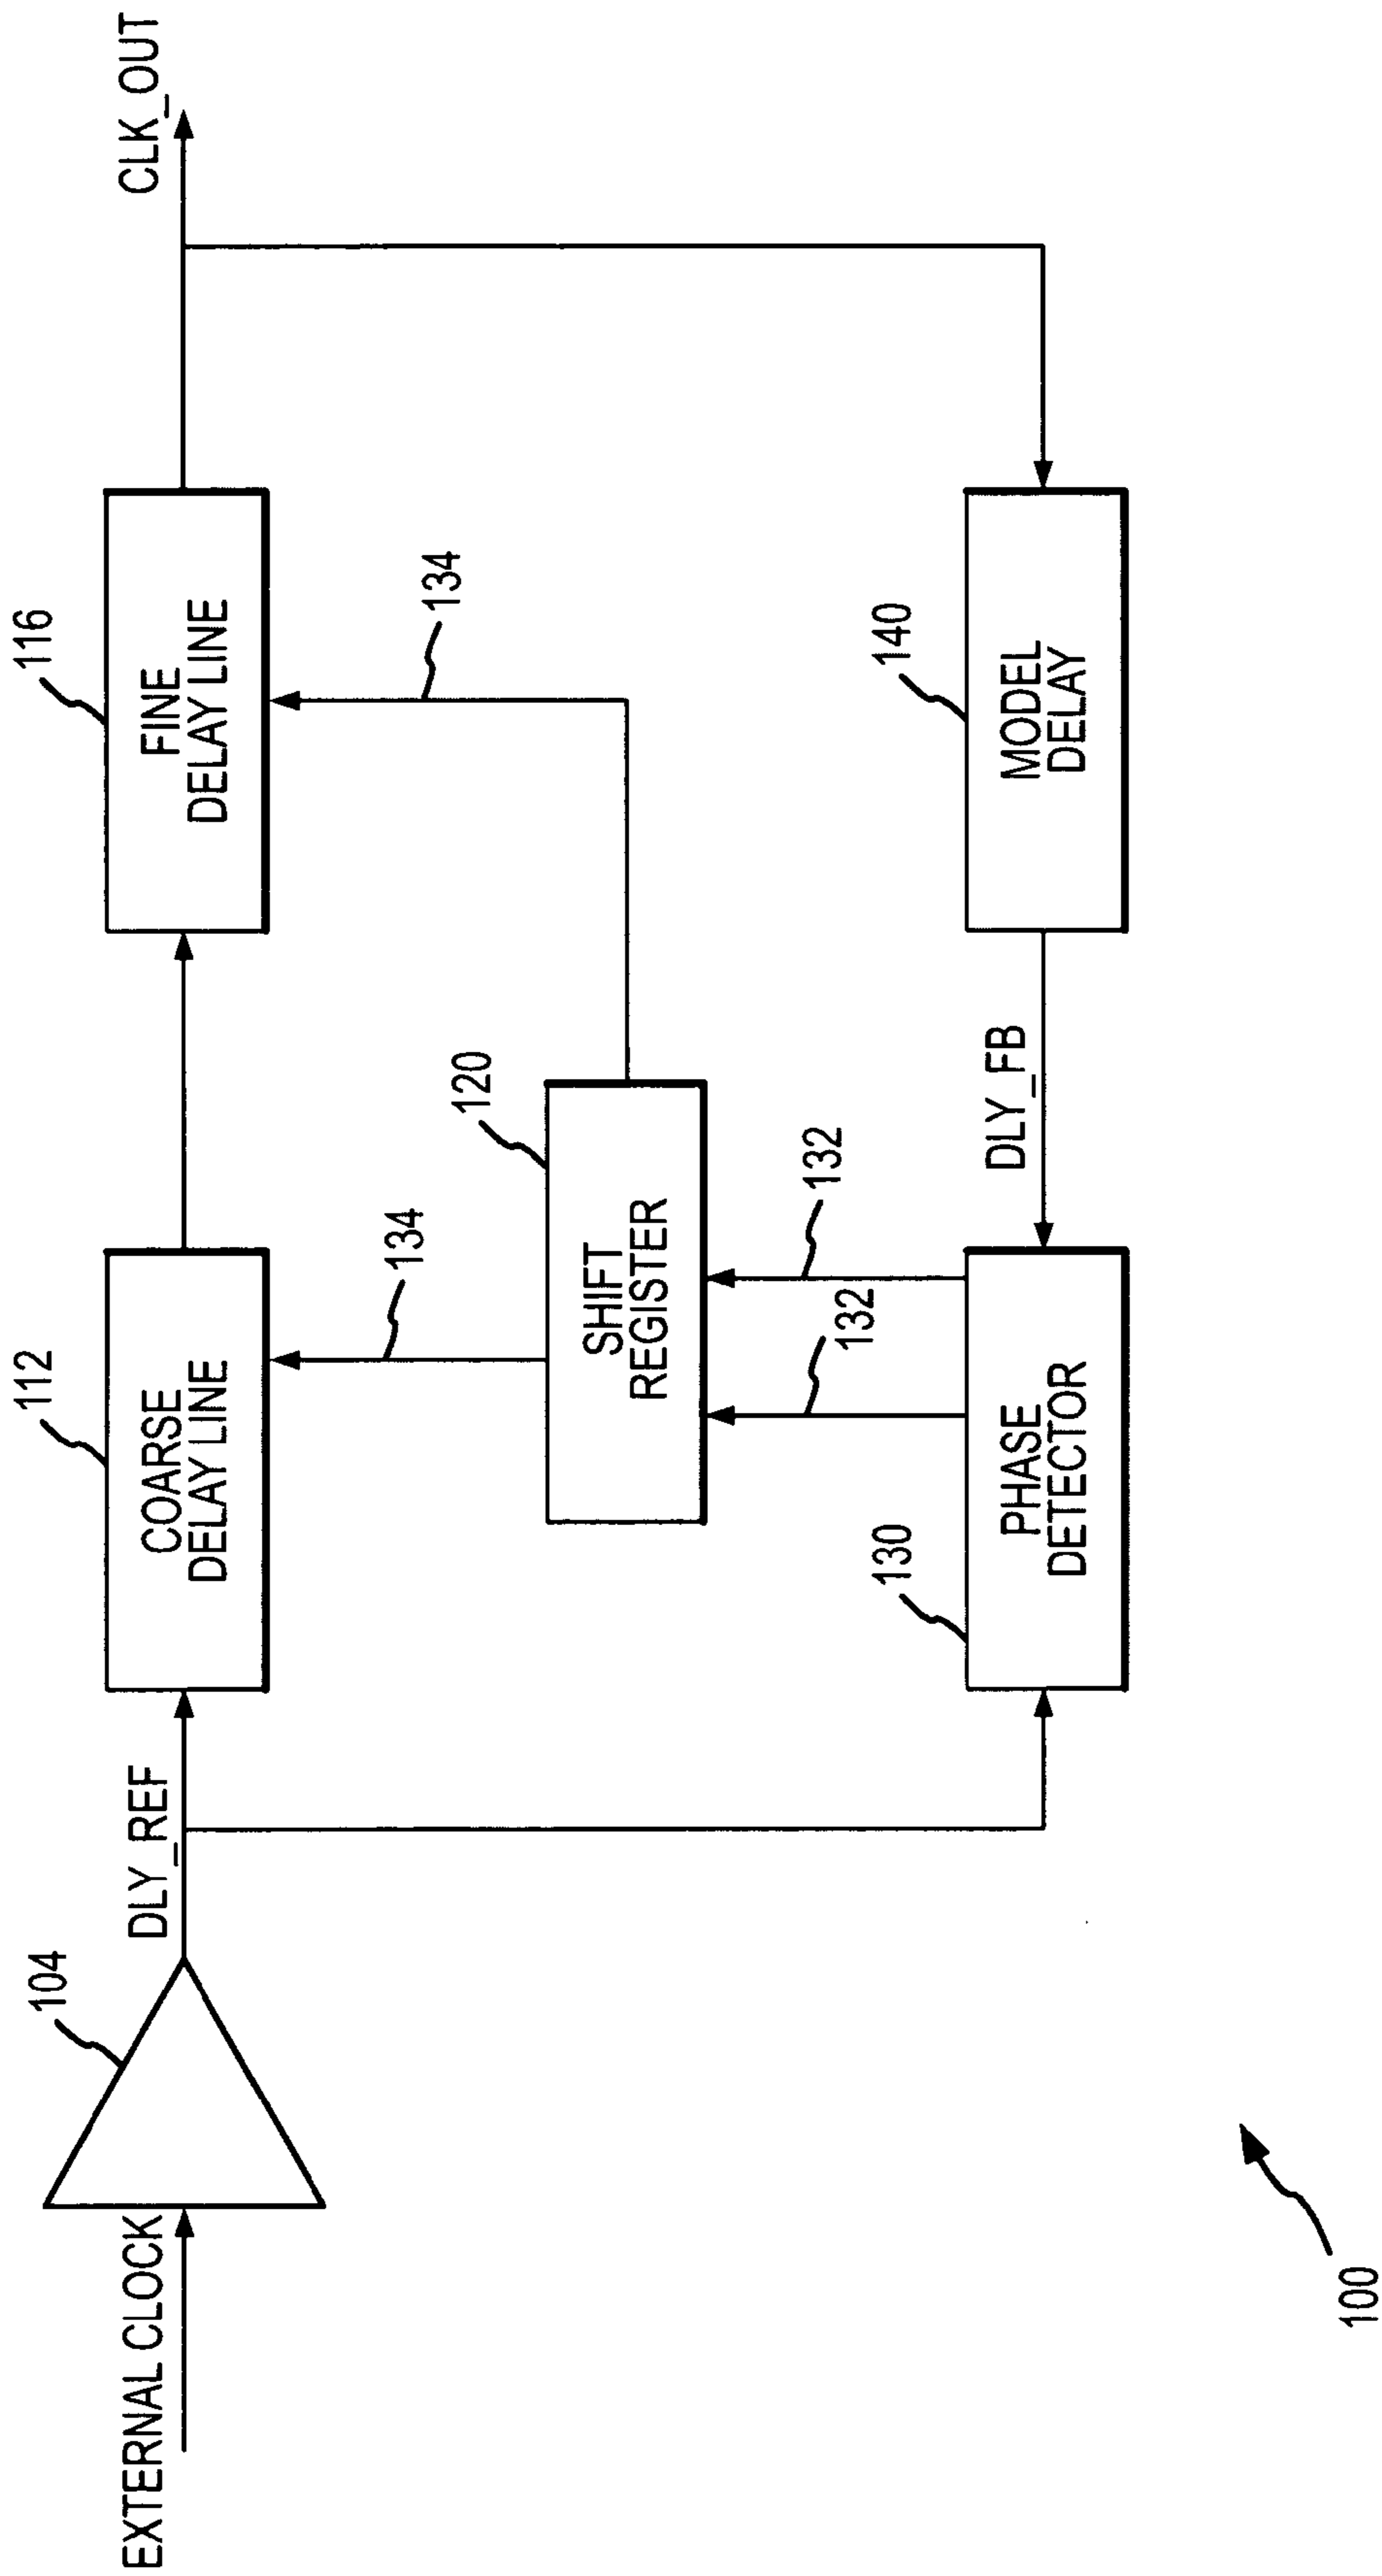 EXTERNAL CLOCK
104
DLY_REF
112
COARSE
DELAY LINE
116
FINE
DELAY LINE
CLK_OUT
134
134
120
SHIFT
REGISTER
132
132
130
PHASE
DETECTOR
DLY_FB
140
MODEL
DELAY
100